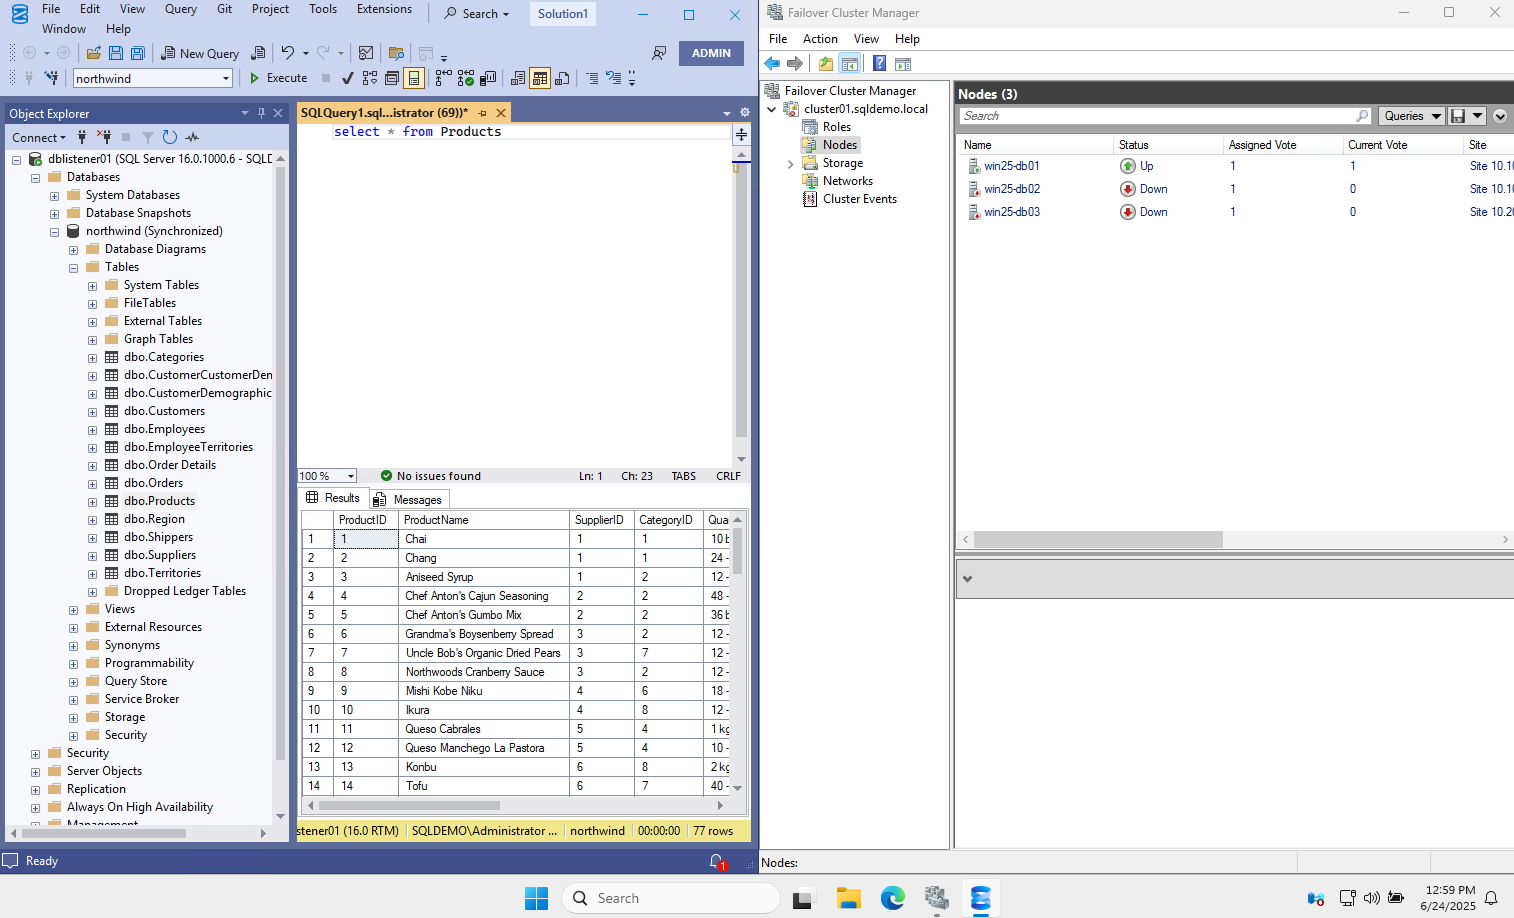 File Edit View Query Git Project Tools Extensions Search Solution1
Window Help
New Query ADMIN
northwind Execute
Object Explorer
Connect
dblistener01 (SQL Server 16.0.1000.6 - SQLD
Databases
System Databases
Database Snapshots
northwind (Synchronized)
Database Diagrams
Tables
System Tables
FileTables
External Tables
Graph Tables
dbo.Categories
dbo.CustomerCustomerDem
dbo.CustomerDemographic
dbo.Customers
dbo.Employees
dbo.EmployeeTerritories
dbo.Order Details
dbo.Orders
dbo.Products
dbo.Region
dbo.Shippers
dbo.Suppliers
dbo.Territories
Dropped Ledger Tables
Views
External Resources
Synonyms
Programmability
Query Store
Service Broker
Storage
Security
Security
Server Objects
Replication
Always On High Availability
Management
SQLQuery1.sql...istrator (69))*
select * from Products
100 % No issues found Ln: 1 Ch: 23 TABS CRLF
Results Messages
ProductID ProductName SupplierID CategoryID Qua
1 1 Chai 1 1 10 b
2 2 Chang 1 1 24 -
3 3 Aniseed Syrup 1 2 12 -
4 4 Chef Anton's Cajun Seasoning 2 2 48 -
5 5 Chef Anton's Gumbo Mix 2 2 36 b
6 6 Grandma's Boysenberry Spread 3 2 12 -
7 7 Uncle Bob's Organic Dried Pears 3 7 12 -
8 8 Northwoods Cranberry Sauce 3 2 12 -
9 9 Mishi Kobe Niku 4 6 18 -
10 10 Ikura 4 8 12 -
11 11 Queso Cabrales 5 4 1 kg
12 12 Queso Manchego La Pastora 5 4 10 -
13 13 Konbu 6 8 2 kg
14 14 Tofu 6 7 40 -
stener01 (16.0 RTM) SQLDEMO\Administrator ... northwind 00:00:00 77 rows
Ready 1
Failover Cluster Manager
File Action View Help
Failover Cluster Manager
cluster01.sqldemo.local
Roles
Nodes
Storage
Networks
Cluster Events
Nodes (3)
Search Queries
Name Status Assigned Vote Current Vote Site
win25-db01 Up 1 1 Site 10.10
win25-db02 Down 1 0 Site 10.10
win25-db03 Down 1 0 Site 10.20
Nodes:
Search
12:59 PM
6/24/2025